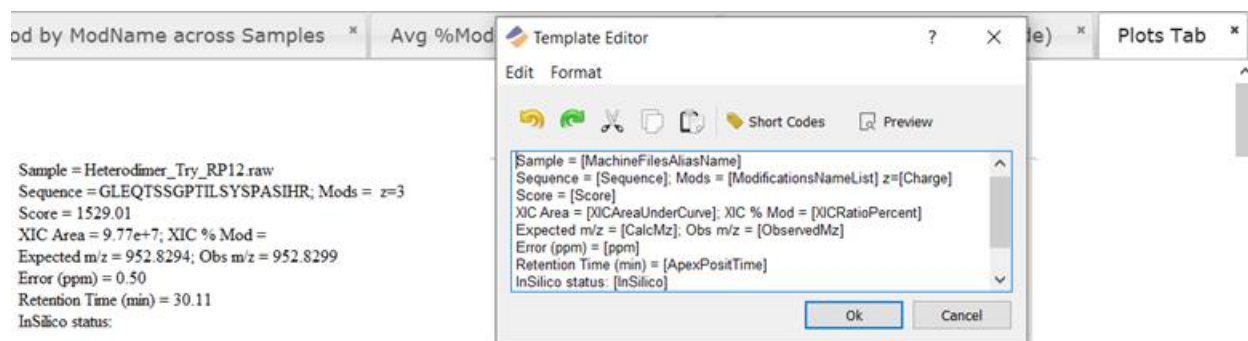 od by ModName across Samples × Avg %Mod de) × Plots Tab ×
Template Editor ? ×
Edit Format
Short Codes Preview
Sample = Heterodimer_Try_RP12.raw
Sequence = GLEQTSSGPTILSYSPASIHR; Mods = z=3
Score = 1529.01
XIC Area = 9.77e+7; XIC % Mod =
Expected m/z = 952.8294; Obs m/z = 952.8299
Error (ppm) = 0.50
Retention Time (min) = 30.11
InSilico status:
Sample = [MachineFilesAliasName]
Sequence = [Sequence]; Mods = [ModificationsNameList] z=[Charge]
Score = [Score]
XIC Area = [XICAreaUnderCurve]; XIC % Mod = [XICRatioPercent]
Expected m/z = [CalcMz]; Obs m/z = [ObservedMz]
Error (ppm) = [ppm]
Retention Time (min) = [ApexPositTime]
InSilico status: [InSilico]
Ok Cancel